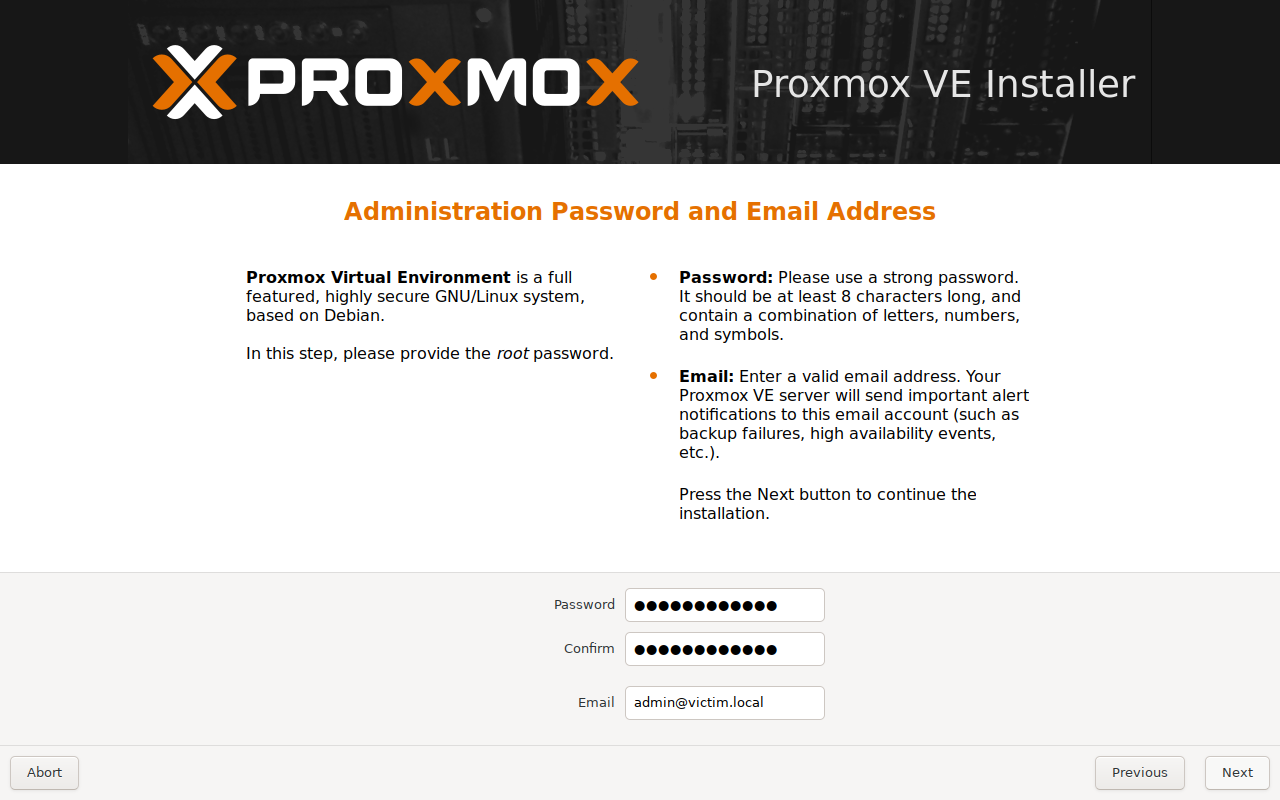 PROXMOX
Proxmox VE Installer
Administration Password and Email Address
Proxmox Virtual Environment is a full
featured, highly secure GNU/Linux system,
based on Debian.
In this step, please provide the root password.
Password: Please use a strong password.
It should be at least 8 characters long, and
contain a combination of letters, numbers,
and symbols.
Email: Enter a valid email address. Your
Proxmox VE server will send important alert
notifications to this email account (such as
backup failures, high availability events,
etc.).
Press the Next button to continue the
installation.
Password ●●●●●●●●●●●●
Confirm ●●●●●●●●●●●●
Email admin@victim.local
Abort Previous Next